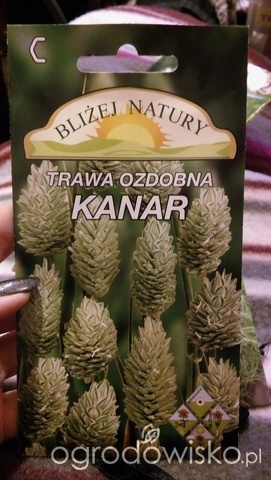 C
BLIŻEJ NATURY
TRAWA OZDOBNA
KANAR
ogrodowisko.pl